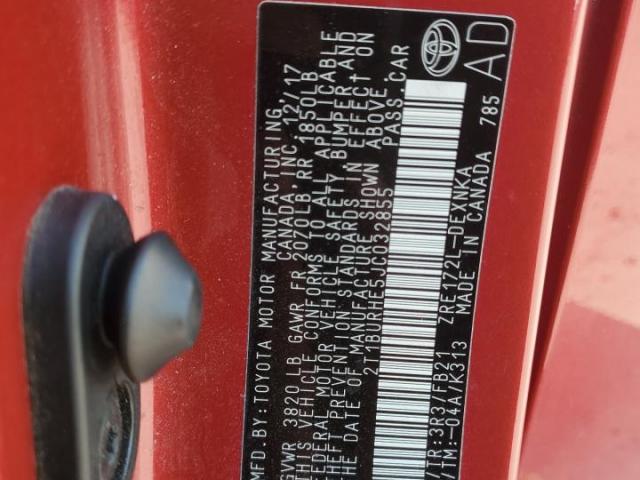 MFD. BY: TOYOTA MOTOR MANUFACTURING,
CANADA INC. 12/17
GVWR 3820 LB GAWR FR 2070LB RR 1850LB
THIS VEHICLE CONFORMS TO ALL APPLICABLE
FEDERAL MOTOR VEHICLE SAFETY, BUMPER AND
THEFT PREVENTION STANDARDS IN EFFECT ON
THE DATE OF MANUFACTURE SHOWN ABOVE.
2T1BURHE5JC032855 PASS.CAR
/TR:3R3/FB21 ZRE172L-DEXNKA
/TM:-04A/K313 MADE IN CANADA 785
AD